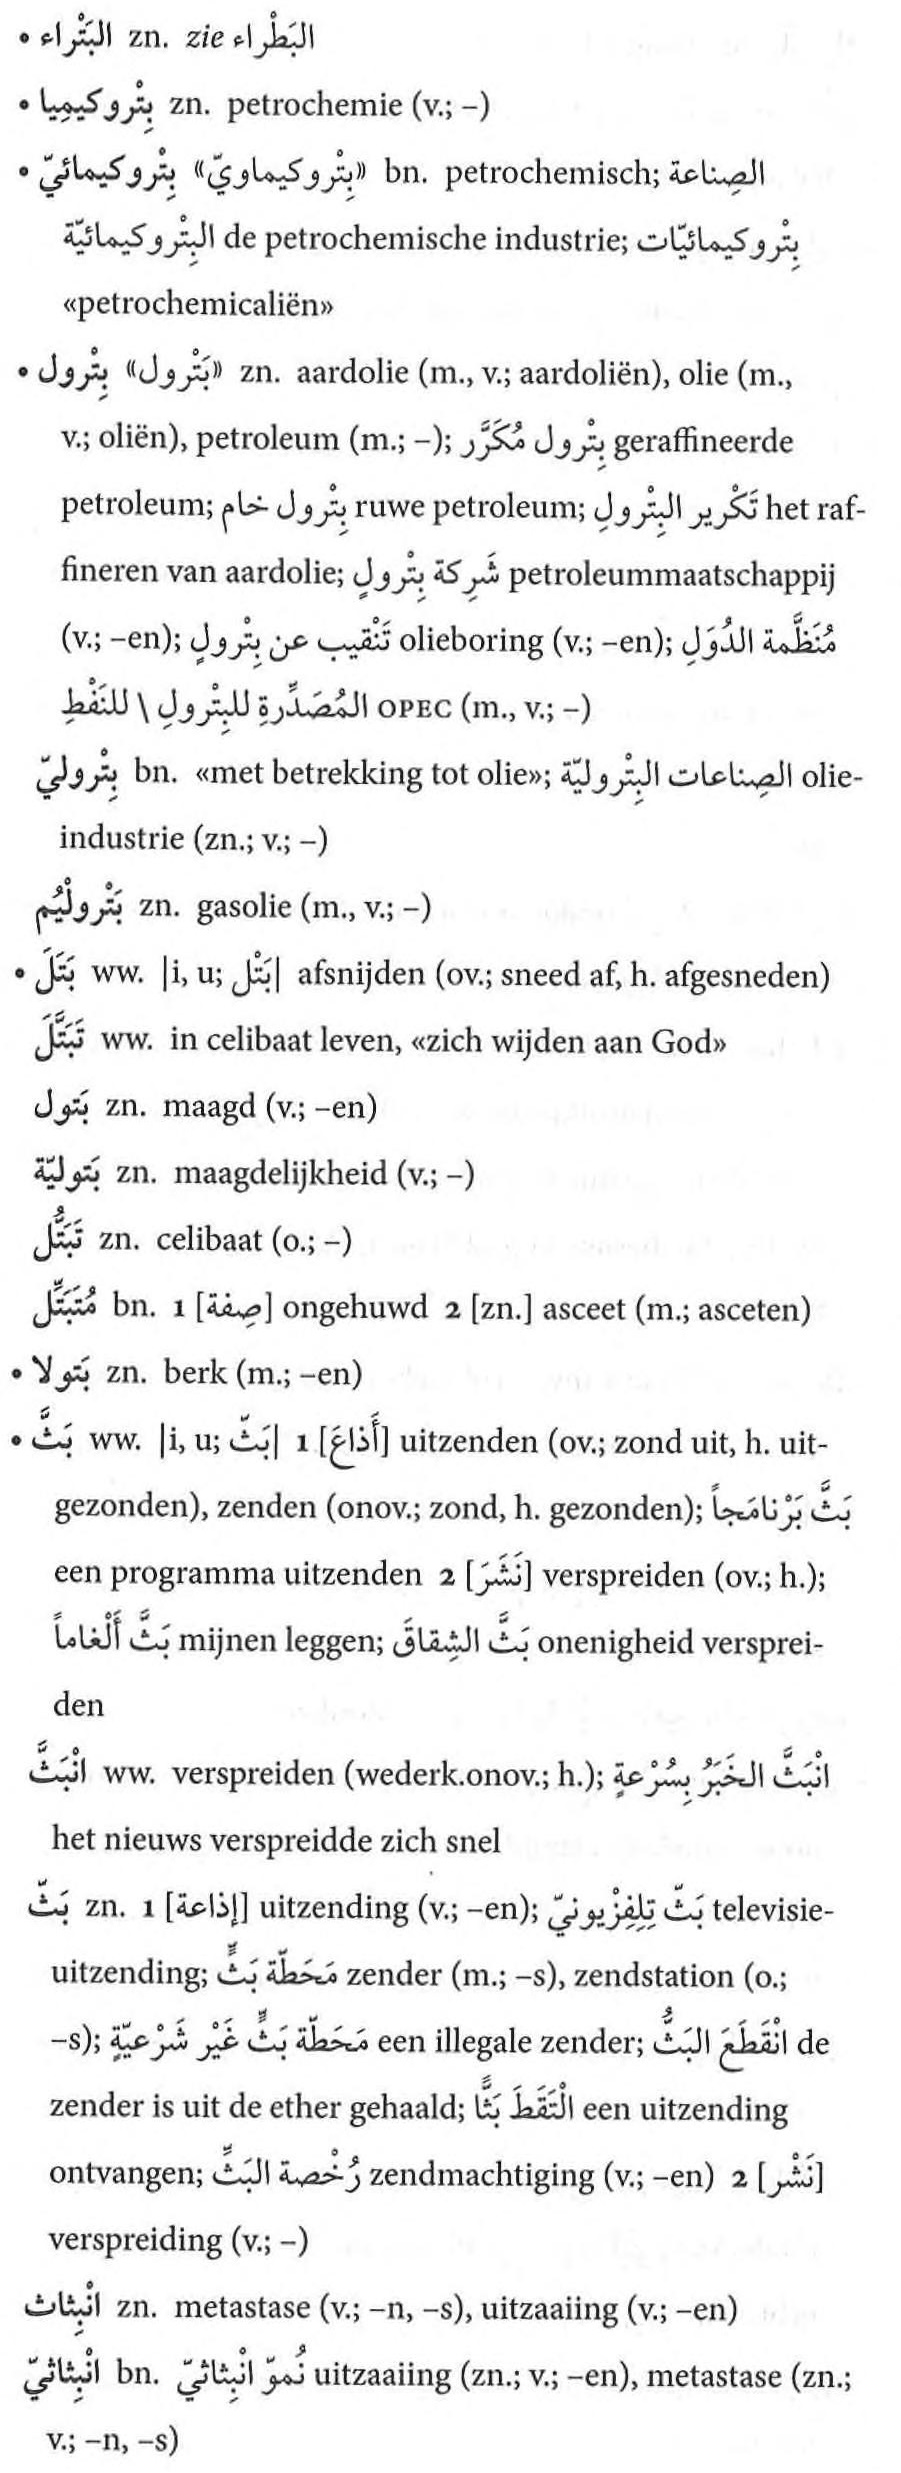 • البَتْراء zn. zie البَطْراء
• بِتْروكيمِيا zn. petrochemie (v.; –)
• بِتْروكيمائيّ «بِتْروكيماويّ» bn. petrochemisch; الصِناعة
البِتْروكيمائيّة de petrochemische industrie; بِتْروكيمائيّات
«petrochemicaliën»
• بِتْرول «بَتْرول» zn. aardolie (m., v.; aardoliën), olie (m.,
v.; oliën), petroleum (m.; –); بِتْرول مُكَرَّر geraffineerde
petroleum; بِتْرول خام ruwe petroleum; تَكْرير البِتْرولِ het raf-
fineren van aardolie; شَرِكة بِتْرولٍ petroleummaatschappij
(v.; –en); تَنْقيب عن بِتْرولٍ olieboring (v.; –en); مُنَظَّمة الدُوَلِ
المُصَدِّرةِ للبِتْرولِ \ للنَفْطِ OPEC (m., v.; –)
بِتْروليّ bn. «met betrekking tot olie»; الصِناعات البِتْروليّة olie-
industrie (zn.; v.; –)
بَتْروليُم zn. gasolie (m., v.; –)
• بَتَلَ ww. |i, u; بَتْل| afsnijden (ov.; sneed af, h. afgesneden)
تَبَتَّلَ ww. in celibaat leven, «zich wijden aan God»
بَتول zn. maagd (v.; –en)
بَتوليّة zn. maagdelijkheid (v.; –)
تَبَتُّل zn. celibaat (o.; –)
مُتَبَتِّل bn. 1 [صِفة] ongehuwd 2 [zn.] asceet (m.; asceten)
• بَتولا zn. berk (m.; –en)
• بَثَّ ww. |i, u; بَثّ| 1 [أَذاعَ] uitzenden (ov.; zond uit, h. uit-
gezonden), zenden (onov.; zond, h. gezonden); بَثَّ بَرْنامَجاً
een programma uitzenden 2 [نَشَرَ] verspreiden (ov.; h.);
بَثَّ أَلْغاماً mijnen leggen; بَثَّ الشِقاقَ onenigheid versprei-
den
انْبَثَّ ww. verspreiden (wederk.onov.; h.); انْبَثَّ الخَبَرُ بِسُرْعةٍ
het nieuws verspreidde zich snel
بَثّ zn. 1 [إذاعة] uitzending (v.; –en); بَثّ تِلِفِزْيونيّ televisie-
uitzending; مَحَطّة بَثٍّ zender (m.; –s), zendstation (o.;
–s); مَحَطّة بَثٍّ غَيْر شَرْعيّةٍ een illegale zender; انْقَطَعَ البَثُّ de
zender is uit de ether gehaald; الْتَقَطَ بَثًّا een uitzending
ontvangen; رُخْصة البَثِّ zendmachtiging (v.; –en) 2 [نَشْر]
verspreiding (v.; –)
انْبِثاث zn. metastase (v.; –n, –s), uitzaaiing (v.; –en)
انْبِثاثيّ bn. نُموّ انْبِثاثيّ uitzaaiing (zn.; v.; –en), metastase (zn.;
v.; –n, –s)